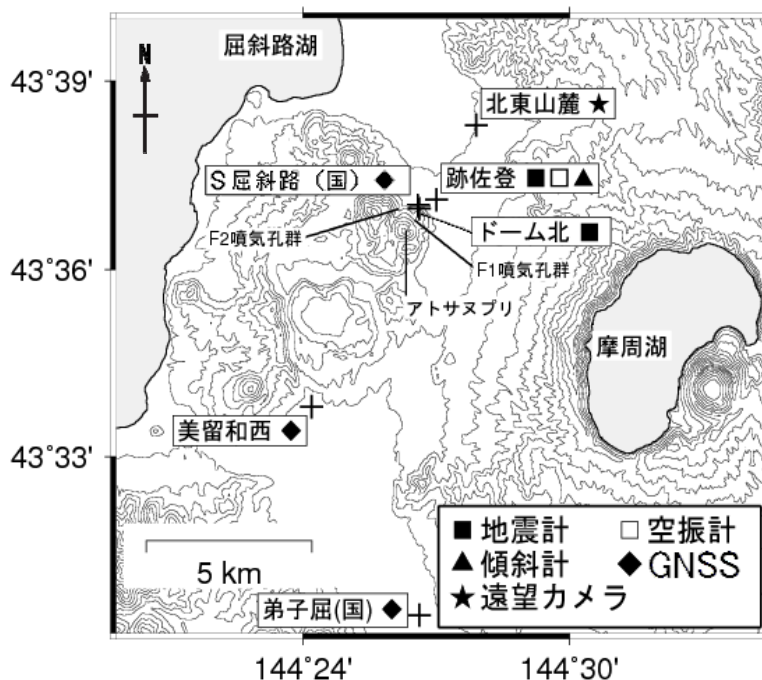 屈斜路湖
N
43°39'
北東山麓 ★
S屈斜路（国）◆
跡佐登 ■□▲
F2噴気孔群
ドーム北 ■
F1噴気孔群
43°36'
アトサヌプリ
摩周湖
美留和西 ◆
43°33'
■地震計 □空振計
▲傾斜計 ◆GNSS
★遠望カメラ
5 km
弟子屈(国) ◆
144°24' 144°30'